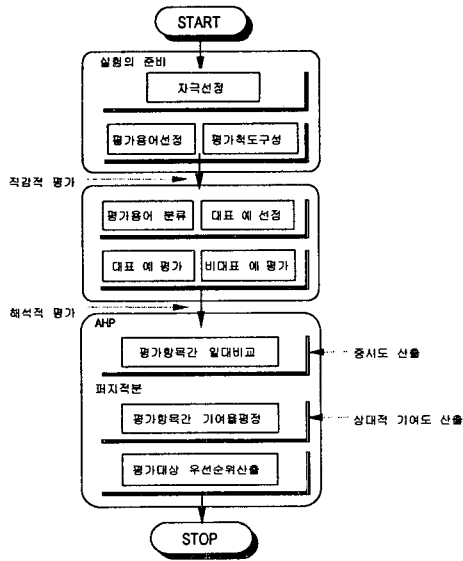 START
실험의 준비
자극선정
평가용어선정 평가척도구성
직감적 평가
평가용어 분류 대표 예 선정
대표 예 평가 비대표 예 평가
해석적 평가
AHP
평가항목간 일대비교
중시도 산출
퍼지적분
평가항목간 기여율평정
상대적 기여도 산출
평가대상 우선순위산출
STOP